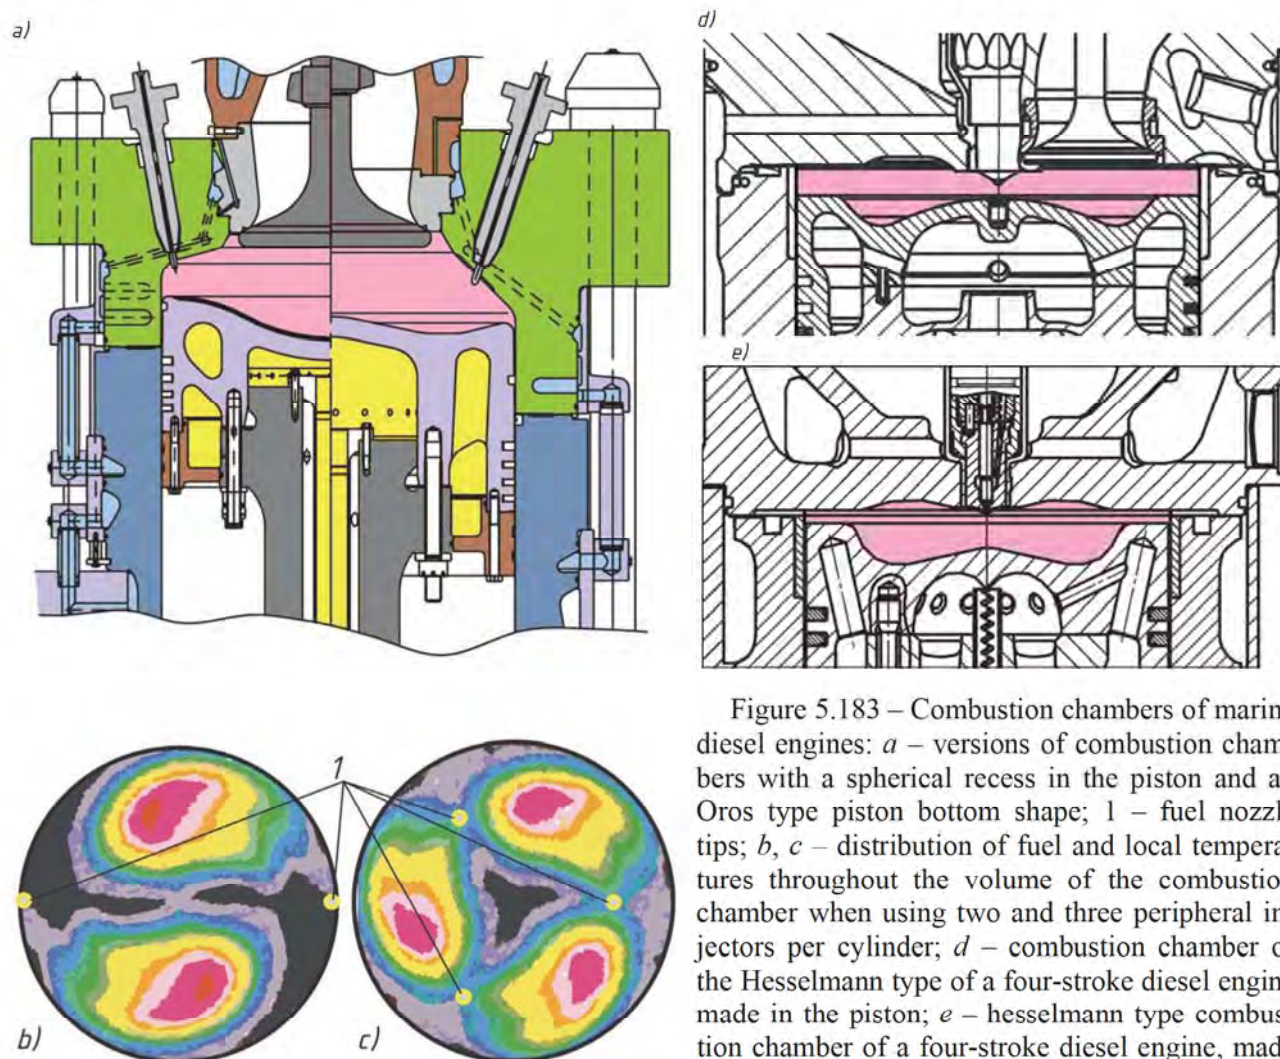 a)
d)
e)
1
b)
c)
Figure 5.183 – Combustion chambers of marin
diesel engines: a – versions of combustion cham
bers with a spherical recess in the piston and a
Oros type piston bottom shape; 1 – fuel nozzl
tips; b, c – distribution of fuel and local tempera
tures throughout the volume of the combustio
chamber when using two and three peripheral in
jectors per cylinder; d – combustion chamber o
the Hesselmann type of a four-stroke diesel engin
made in the piston; e – hesselmann type combus
tion chamber of a four-stroke diesel engine, mad